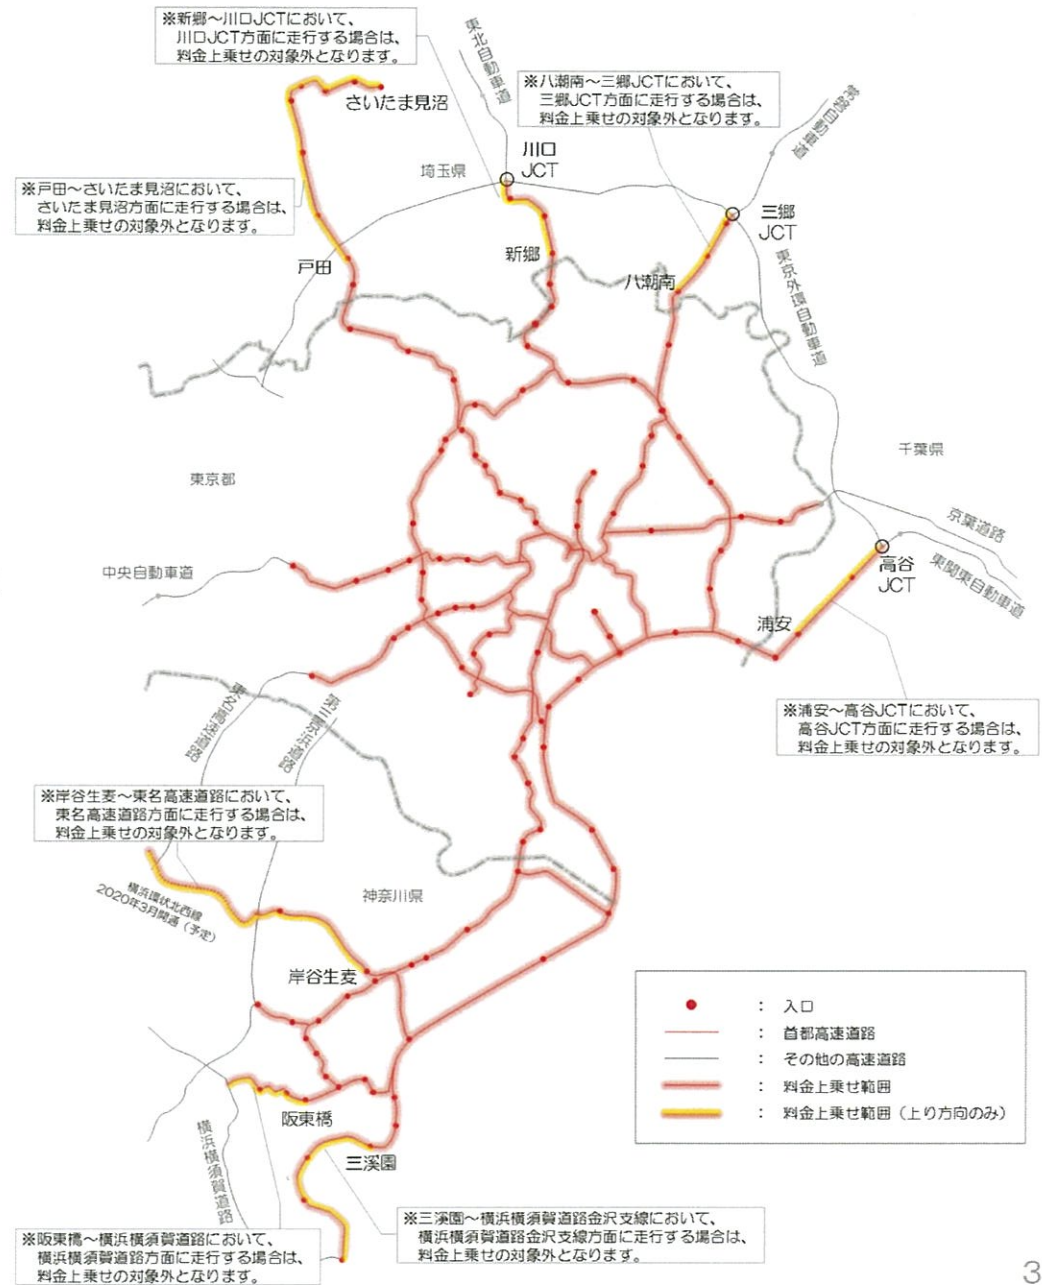 ※新郷～川口JCTにおいて、
川口JCT方面に走行する場合は、
料金上乗せの対象外となります。
東北自動車道
※八潮南～三郷JCTにおいて、
三郷JCT方面に走行する場合は、
料金上乗せの対象外となります。
常磐自動車道
さいたま見沼
川口
JCT
埼玉県
※戸田～さいたま見沼において、
さいたま見沼方面に走行する場合は、
料金上乗せの対象外となります。
三郷
JCT
新郷
戸田
八潮南
東京外環自動車道
千葉県
東京都
京葉道路
高谷
JCT
東関東自動車道
中央自動車道
浦安
※浦安～高谷JCTにおいて、
高谷JCT方面に走行する場合は、
料金上乗せの対象外となります。
東名高速道路
第三京浜道路
※岸谷生麦～東名高速道路において、
東名高速道路方面に走行する場合は、
料金上乗せの対象外となります。
横浜環状北西線
2020年3月開通（予定）
神奈川県
岸谷生麦
● ： 入口
： 首都高速道路
： その他の高速道路
： 料金上乗せ範囲
： 料金上乗せ範囲（上り方向のみ）
阪東橋
三溪園
横浜横須賀道路
※三溪園～横浜横須賀道路金沢支線において、
横浜横須賀道路金沢支線方面に走行する場合は、
料金上乗せの対象外となります。
※阪東橋～横浜横須賀道路において、
横浜横須賀道路方面に走行する場合は、
料金上乗せの対象外となります。
3